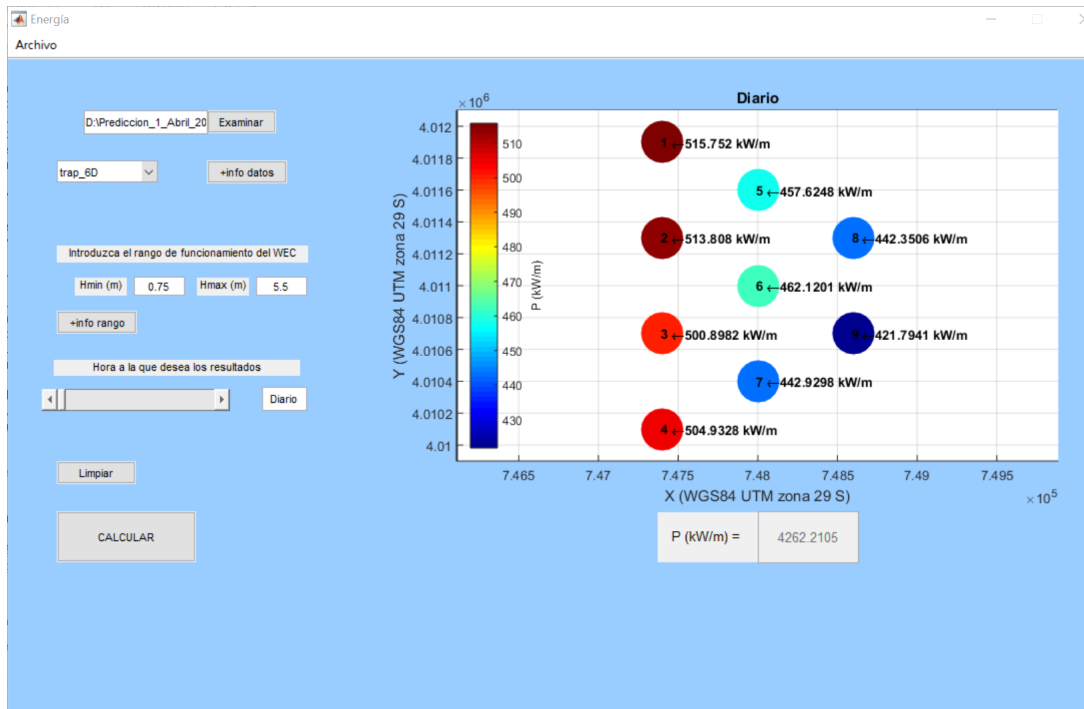 Energía
Archivo
D:\Prediccion_1_Abril_20
Examinar
trap_6D
+info datos
Introduzca el rango de funcionamiento del WEC
Hmin (m)
0.75
Hmax (m)
5.5
+info rango
Hora a la que desea los resultados
Diario
Limpiar
CALCULAR
Diario
× 10^6
4.012
4.0118
4.0116
4.0114
4.0112
4.011
4.0108
4.0106
4.0104
4.0102
4.01
Y (WGS84 UTM zona 29 S)
510
500
490
480
470
460
450
440
430
P (kW/m)
1 ←515.752 kW/m
5 ←457.6248 kW/m
2 ←513.808 kW/m
8 ←442.3506 kW/m
6 ←462.1201 kW/m
3 ←500.8982 kW/m
9 ←421.7941 kW/m
7 ←442.9298 kW/m
4 ←504.9328 kW/m
7.465
7.47
7.475
7.48
7.485
7.49
7.495
X (WGS84 UTM zona 29 S)
× 10^5
P (kW/m) =
4262.2105